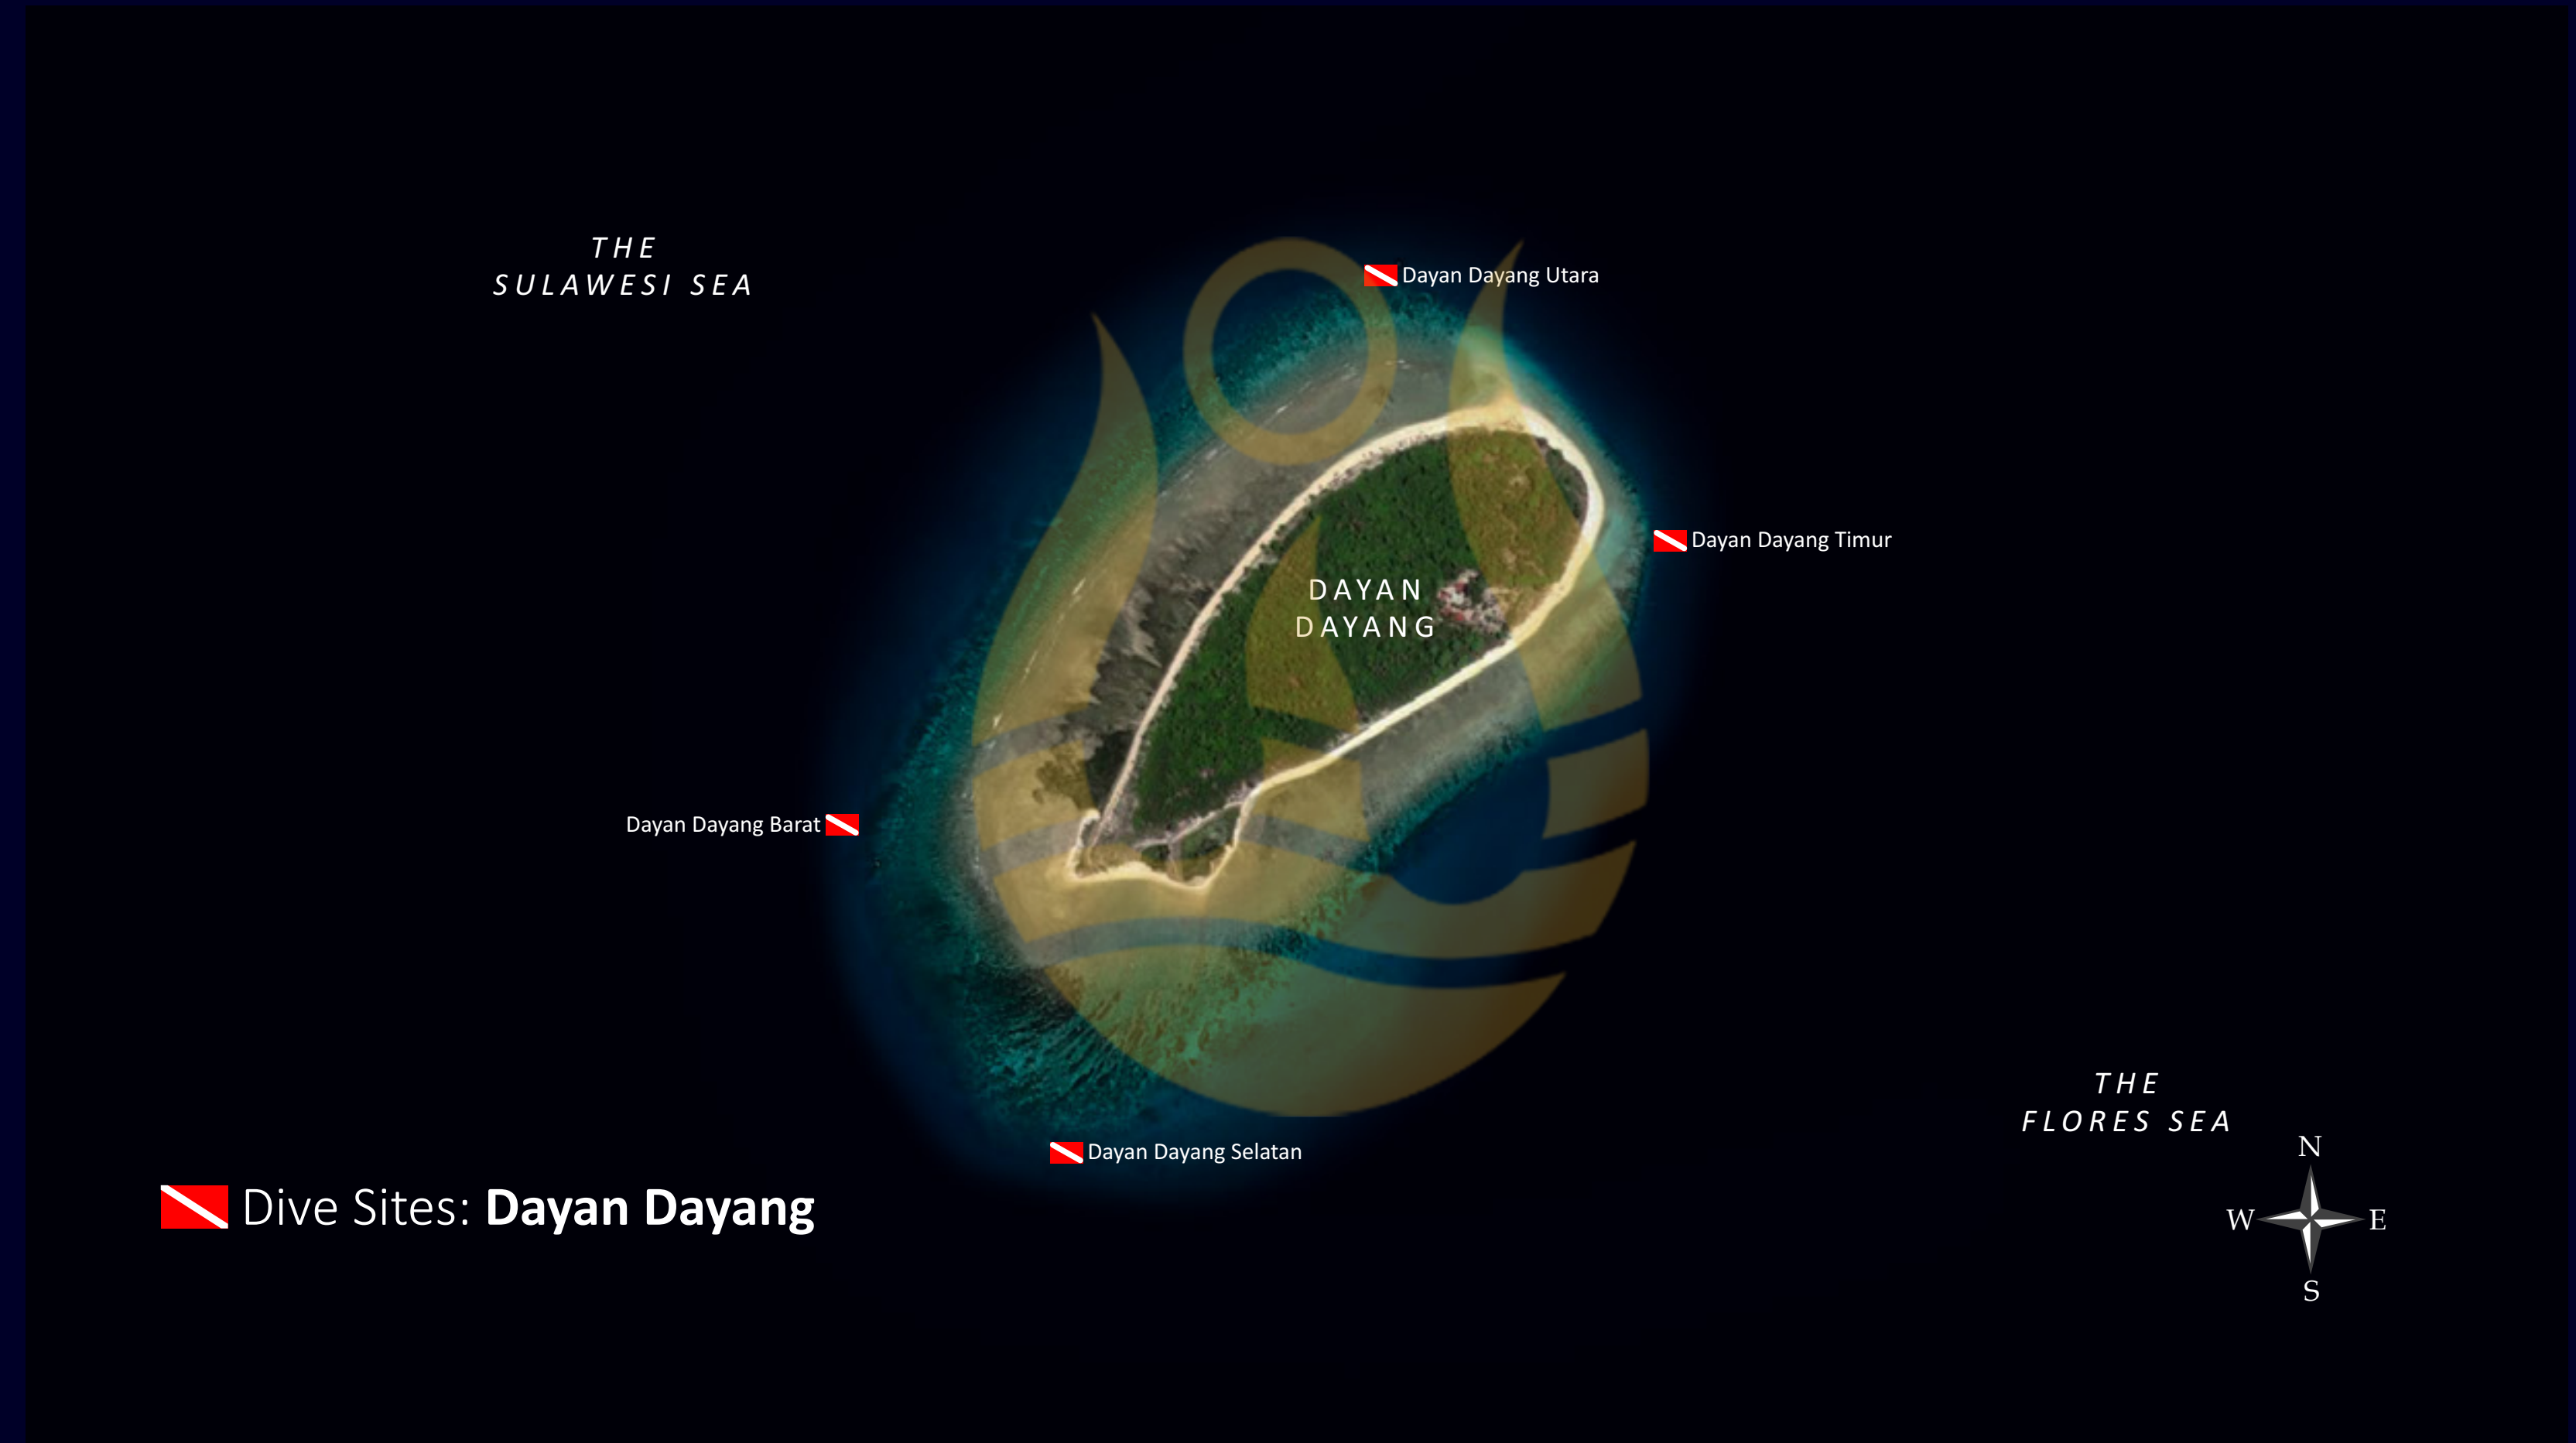 THE
SULAWESI SEA
Dayan Dayang Utara
Dayan Dayang Timur
DAYAN
DAYANG
Dayan Dayang Barat
THE
FLORES SEA
Dayan Dayang Selatan
N
W E
S
Dive Sites: Dayan Dayang